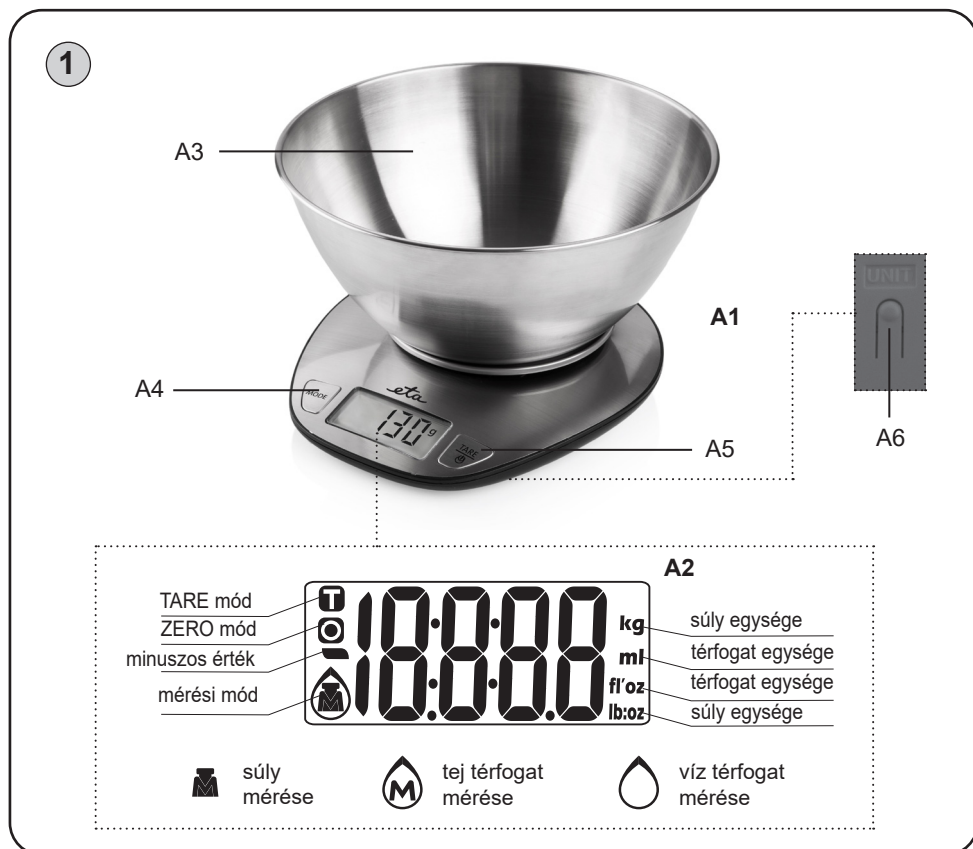 1
A3
UNIT
A1
A4
MODE
eta
130 g
TARE
A5
A6
A2
TARE mód
ZERO mód
minuszos érték
mérési mód
T
18:8:8.8
kg
ml
fl'oz
lb:oz
súly egysége
térfogat egysége
térfogat egysége
súly egysége
M
súly
mérése
M
tej térfogat
mérése
víz térfogat
mérése